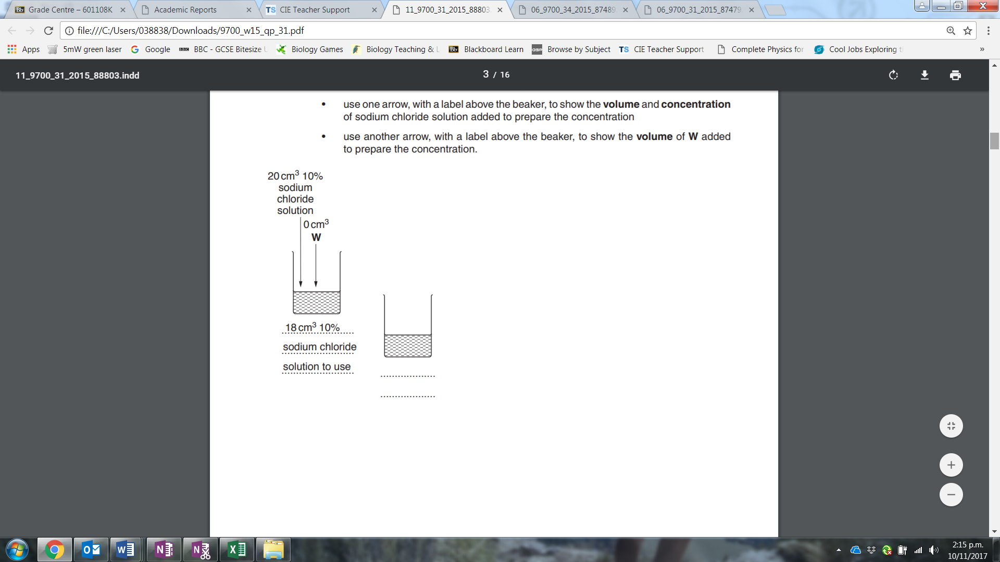 Grade Centre – 601108K
Academic Reports
TS CIE Teacher Support
11_9700_31_2015_88803.
06_9700_34_2015_87489
06_9700_31_2015_87479
file:///C:/Users/038838/Downloads/9700_w15_qp_31.pdf
Apps
5mW green laser
Google
BBC BBC - GCSE Bitesize
Biology Games
Biology Teaching &
Bb Blackboard Learn
Browse by Subject
TS CIE Teacher Support
Complete Physics for
Cool Jobs Exploring
»
11_9700_31_2015_88803.indd
3 / 16
• use one arrow, with a label above the beaker, to show the volume and concentration
of sodium chloride solution added to prepare the concentration
• use another arrow, with a label above the beaker, to show the volume of W added
to prepare the concentration.
20 cm³ 10%
sodium
chloride
solution
0 cm³
W
18 cm³ 10%
sodium chloride
solution to use
2:15 p.m.
10/11/2017